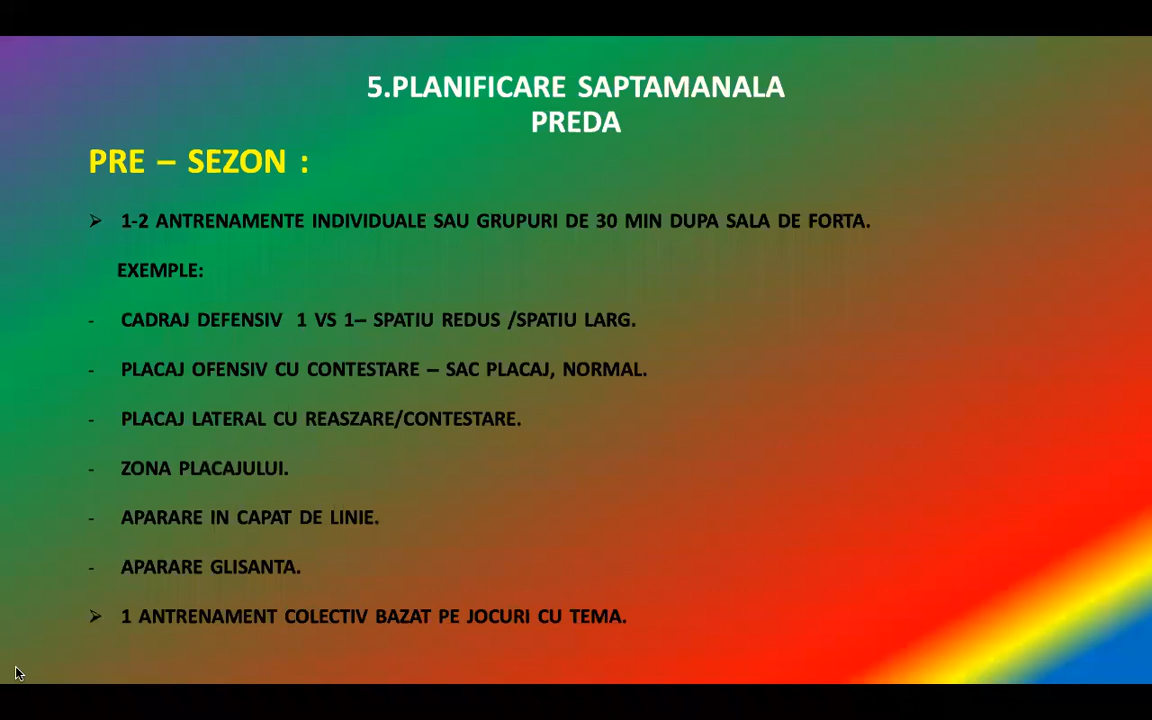 5.PLANIFICARE SAPTAMANALA
PREDA
PRE – SEZON :
➢ 1-2 ANTRENAMENTE INDIVIDUALE SAU GRUPURI DE 30 MIN DUPA SALA DE FORTA.
EXEMPLE:
- CADRAJ DEFENSIV 1 VS 1– SPATIU REDUS /SPATIU LARG.
- PLACAJ OFENSIV CU CONTESTARE – SAC PLACAJ, NORMAL.
- PLACAJ LATERAL CU REASZARE/CONTESTARE.
- ZONA PLACAJULUI.
- APARARE IN CAPAT DE LINIE.
- APARARE GLISANTA.
➢ 1 ANTRENAMENT COLECTIV BAZAT PE JOCURI CU TEMA.